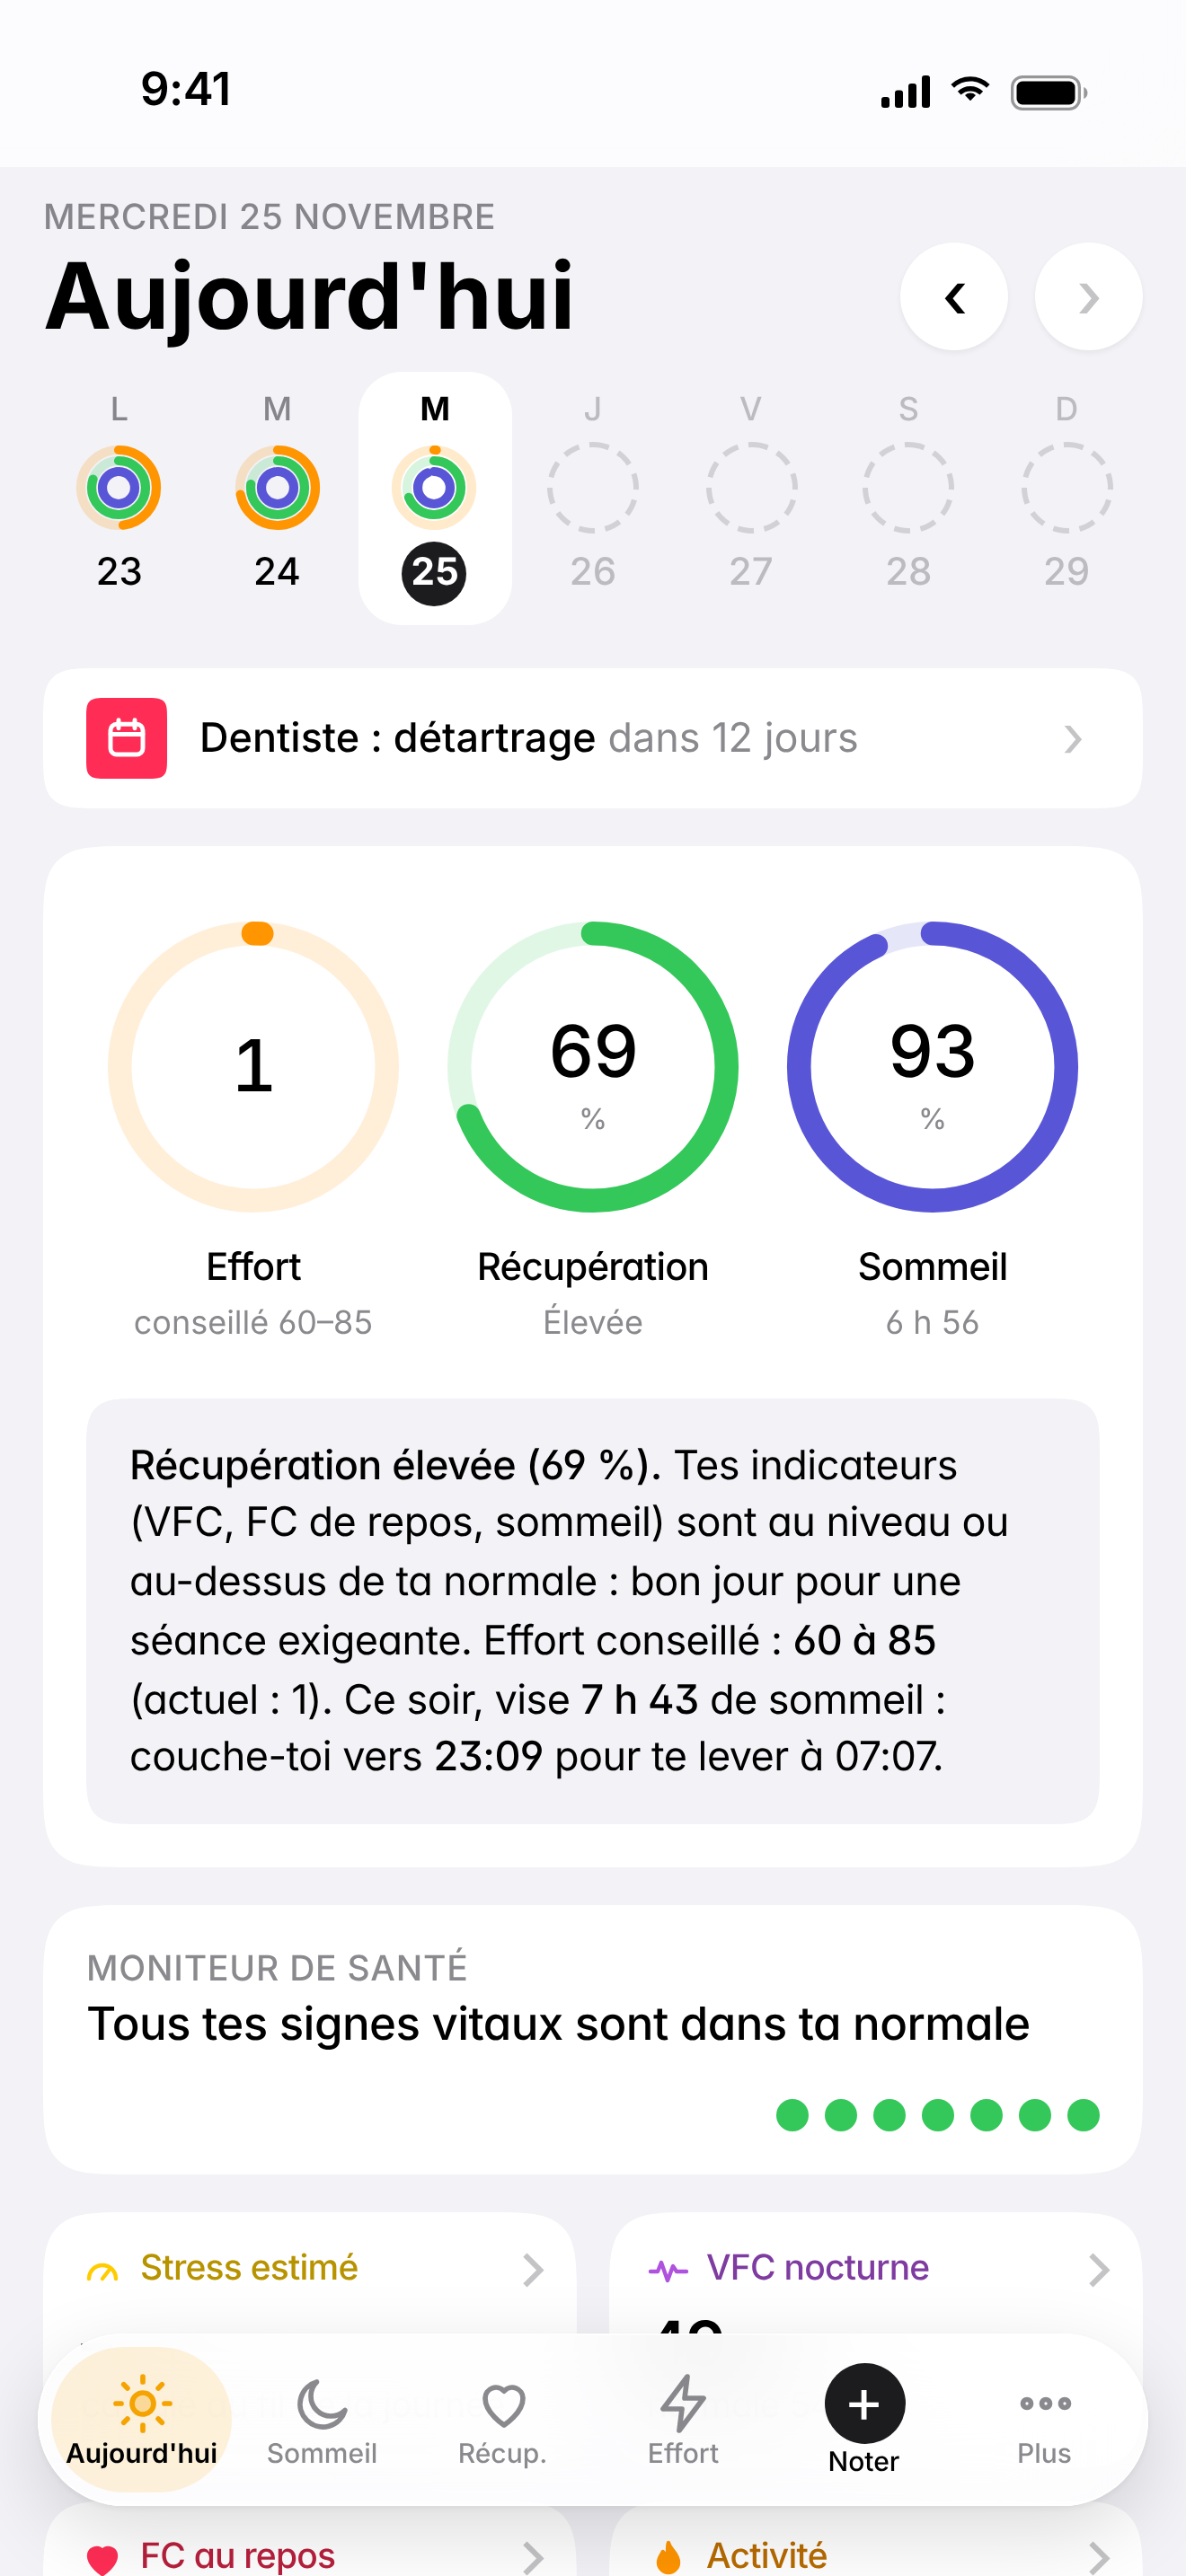 9:41
MERCREDI 25 NOVEMBRE
Aujourd'hui
L M M J V S D
23 24 25 26 27 28 29
Dentiste : détartrage dans 12 jours
1 69 93
% %
Effort Récupération Sommeil
conseillé 60–85 Élevée 6 h 56
Récupération élevée (69 %). Tes indicateurs
(VFC, FC de repos, sommeil) sont au niveau ou
au-dessus de ta normale : bon jour pour une
séance exigeante. Effort conseillé : 60 à 85
(actuel : 1). Ce soir, vise 7 h 43 de sommeil :
couche-toi vers 23:09 pour te lever à 07:07.
MONITEUR DE SANTÉ
Tous tes signes vitaux sont dans ta normale
Stress estimé VFC nocturne
Aujourd'hui Sommeil Récup. Effort Noter Plus
FC au repos Activité